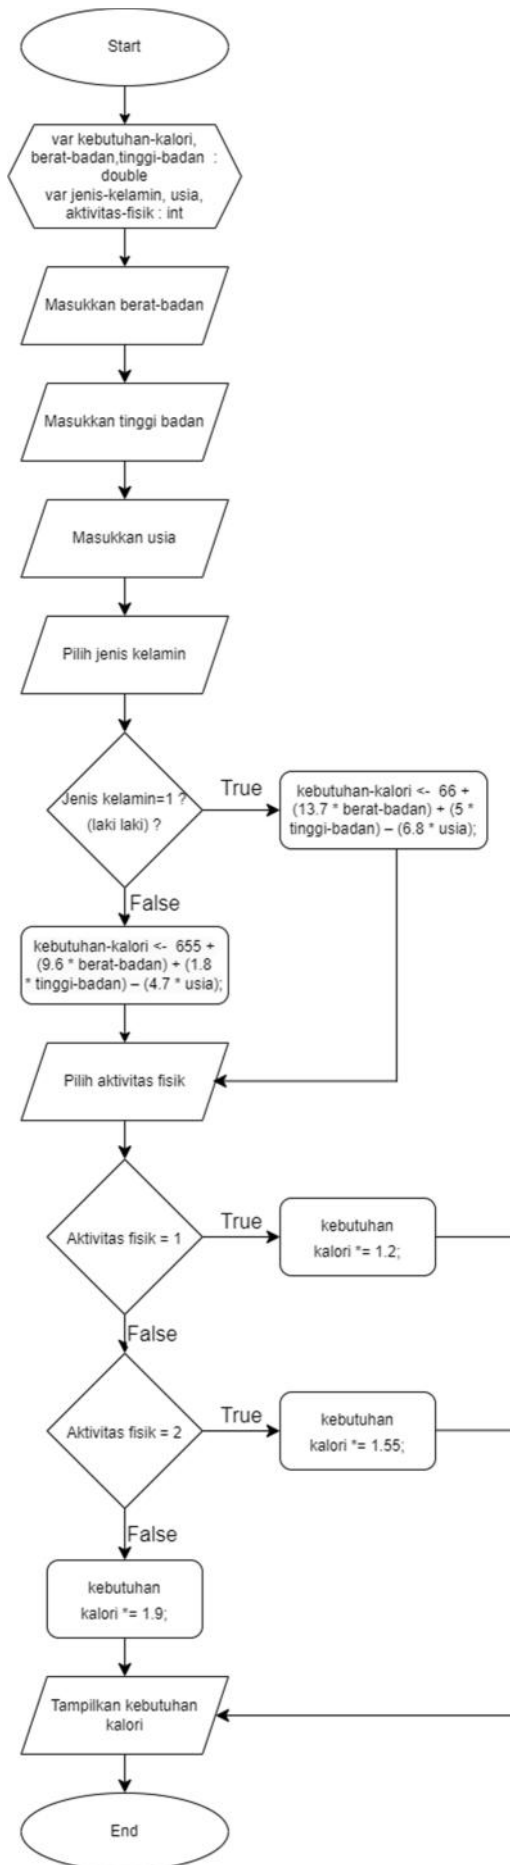 Start
var kebutuhan-kalori,
berat-badan,tinggi-badan :
double
var jenis-kelamin, usia,
aktivitas-fisik : int
Masukkan berat-badan
Masukkan tinggi badan
Masukkan usia
Pilih jenis kelamin
Jenis kelamin=1 ?
(laki laki) ?
True
kebutuhan-kalori <- 66 +
(13.7 * berat-badan) + (5 *
tinggi-badan) – (6.8 * usia);
False
kebutuhan-kalori <- 655 +
(9.6 * berat-badan) + (1.8
* tinggi-badan) – (4.7 * usia);
Pilih aktivitas fisik
Aktivitas fisik = 1
True
kebutuhan
kalori *= 1.2;
False
Aktivitas fisik = 2
True
kebutuhan
kalori *= 1.55;
False
kebutuhan
kalori *= 1.9;
Tampilkan kebutuhan
kalori
End